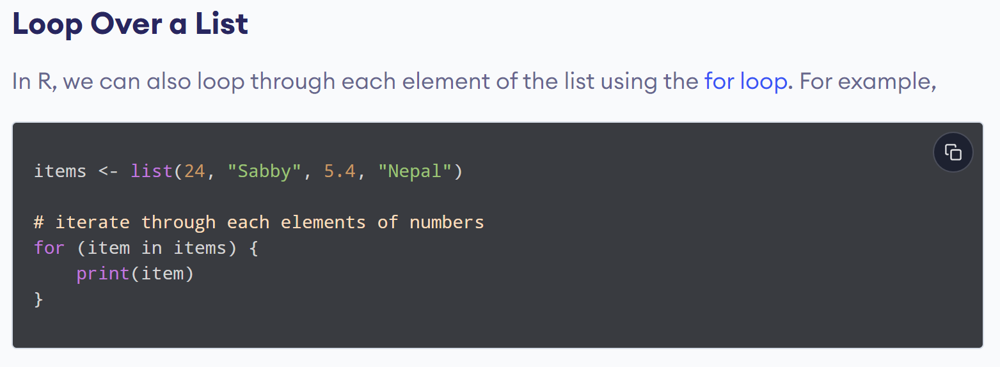 Loop Over a List
In R, we can also loop through each element of the list using the for loop. For example,
items <- list(24, "Sabby", 5.4, "Nepal")
# iterate through each elements of numbers
for (item in items) {
    print(item)
}